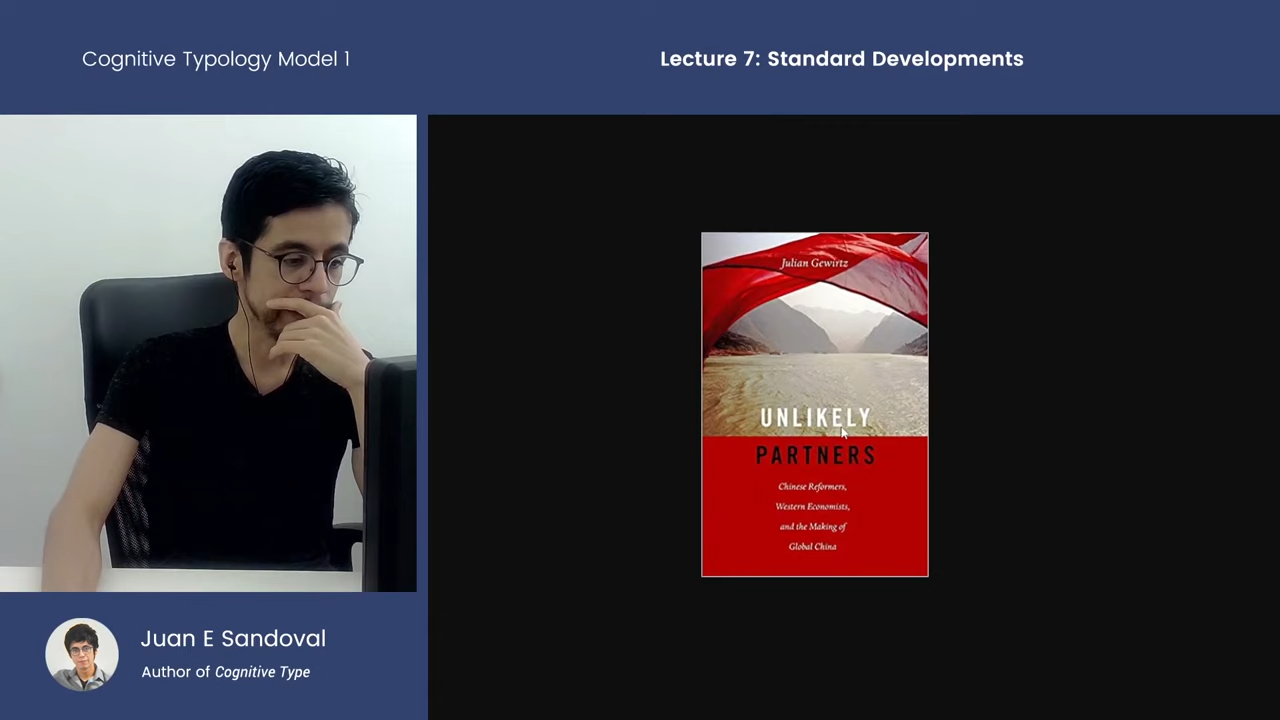 Cognitive Typology Model 1
Lecture 7: Standard Developments
Julian Gewirtz
UNLIKELY
PARTNERS
Chinese Reformers,
Western Economists,
and the Making of
Global China
Juan E Sandoval
Author of Cognitive Type